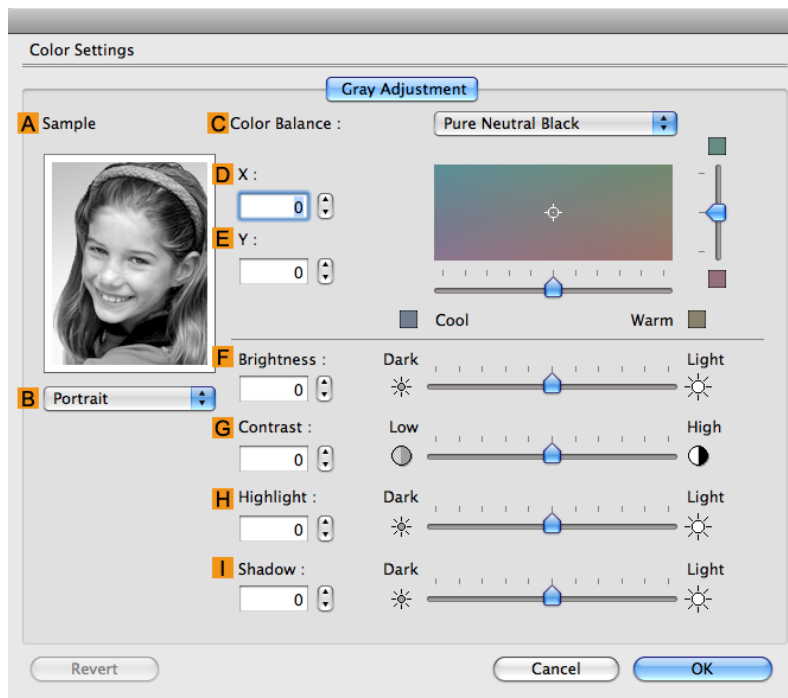 Color Settings
Gray Adjustment
A Sample
C Color Balance : Pure Neutral Black
D X :
0
E Y :
0
Cool Warm
F Brightness : Dark Light
0
B Portrait
G Contrast : Low High
0
H Highlight : Dark Light
0
I Shadow : Dark Light
0
Revert Cancel OK